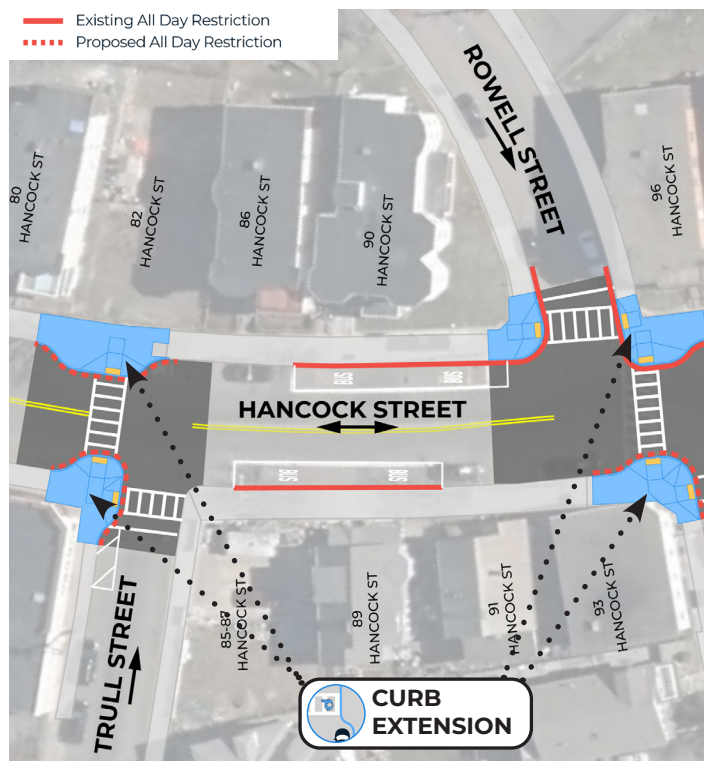 Existing All Day Restriction
Proposed All Day Restriction
ROWELL STREET
80
HANCOCK ST
82
HANCOCK ST
86
HANCOCK ST
90
HANCOCK ST
96
HANCOCK ST
BUS
BUS
HANCOCK STREET
BUS
BUS
85-87
HANCOCK ST
89
HANCOCK ST
91
HANCOCK ST
93
HANCOCK ST
TRULL STREET
CURB
EXTENSION